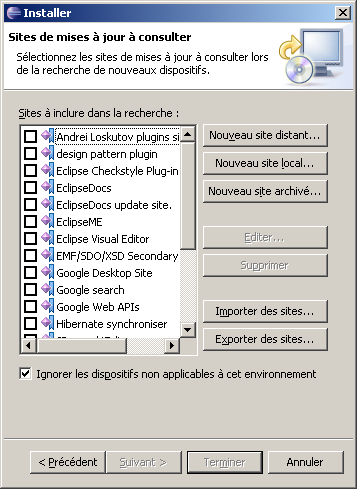 Installer
Sites de mises à jour à consulter
Sélectionnez les sites de mises à jour à consulter lors
de la recherche de nouveaux dispositifs.
Sites à inclure dans la recherche :
Andrei Loskutov plugins si
design pattern plugin
Eclipse Checkstyle Plug-in
EclipseDocs
EclipseDocs update site.
EclipseME
Eclipse Visual Editor
EMF/SDO/XSD Secondary
Google Desktop Site
Google search
Google Web APIs
Hibernate synchroniser
Nouveau site distant...
Nouveau site local...
Nouveau site archivé...
Editer...
Supprimer
Importer des sites...
Exporter des sites...
Ignorer les dispositifs non applicables à cet environnement
< Précédent
Suivant >
Terminer
Annuler